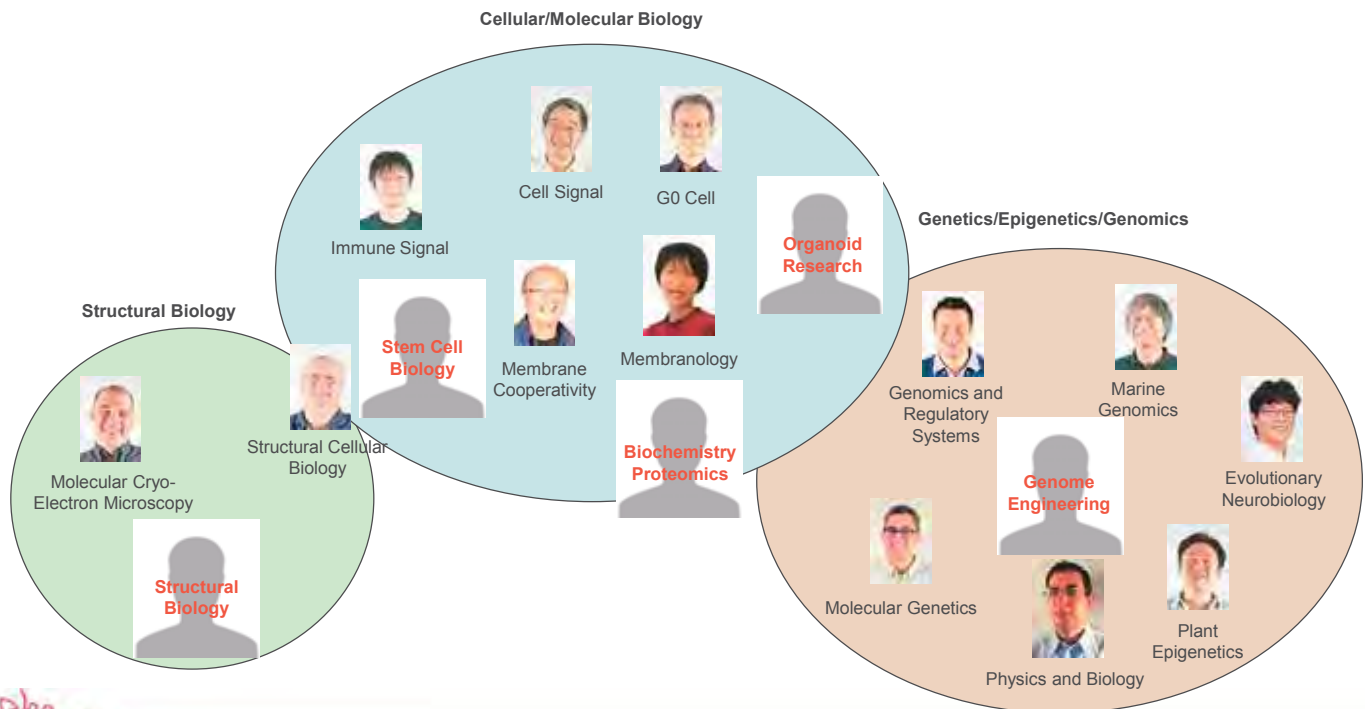 Cellular/Molecular Biology
Cell Signal
G0 Cell
Immune Signal
Organoid
Research
Stem Cell
Biology
Membrane
Cooperativity
Membranology
Biochemistry
Proteomics
Structural Biology
Structural Cellular
Biology
Molecular Cryo-
Electron Microscopy
Structural
Biology
Genetics/Epigenetics/Genomics
Genomics and
Regulatory
Systems
Marine
Genomics
Evolutionary
Neurobiology
Genome
Engineering
Molecular Genetics
Plant
Epigenetics
Physics and Biology